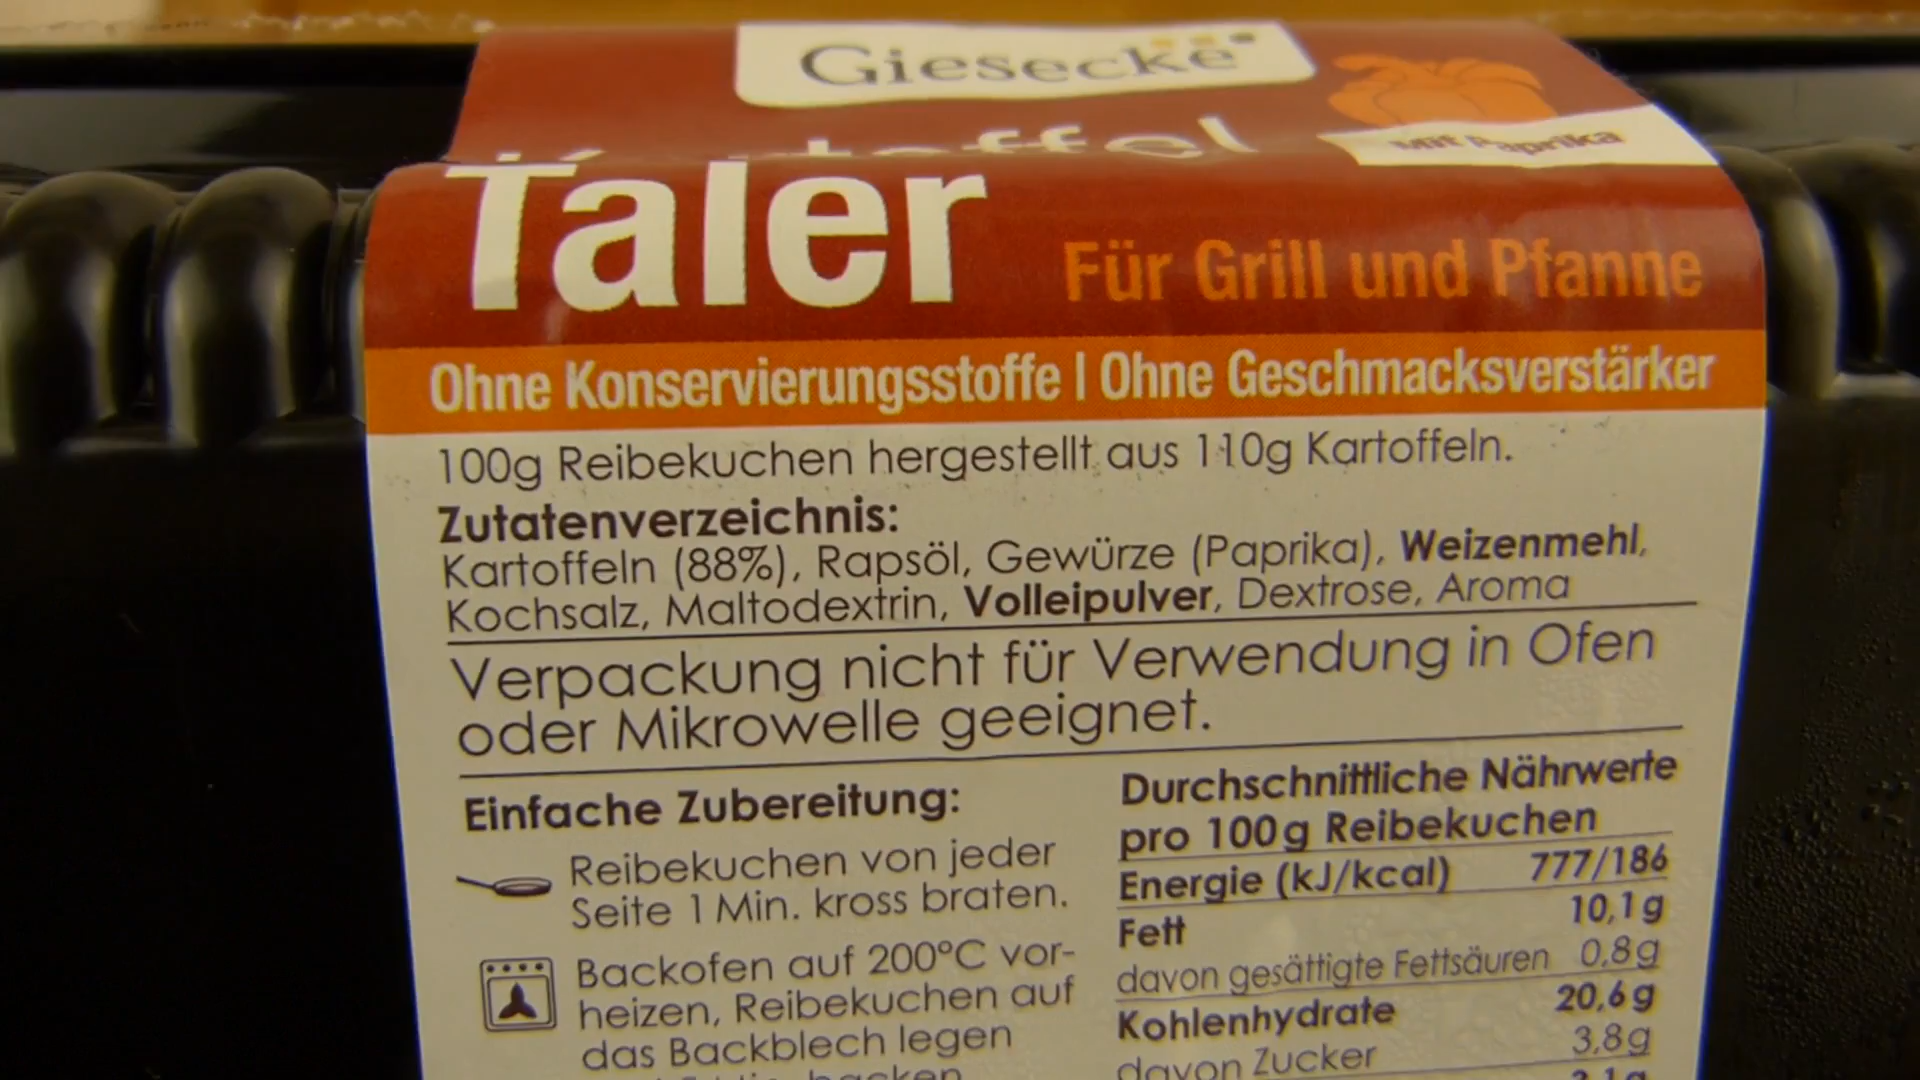 Giesecke
Kartoffel
Mit Paprika
Taler
Für Grill und Pfanne
Ohne Konservierungsstoffe | Ohne Geschmacksverstärker
100g Reibekuchen hergestellt aus 110g Kartoffeln.
Zutatenverzeichnis:
Kartoffeln (88%), Rapsöl, Gewürze (Paprika), Weizenmehl,
Kochsalz, Maltodextrin, Volleipulver, Dextrose, Aroma
Verpackung nicht für Verwendung in Ofen
oder Mikrowelle geeignet.
Einfache Zubereitung:
Reibekuchen von jeder
Seite 1 Min. kross braten.
Backofen auf 200°C vor-
heizen, Reibekuchen auf
das Backblech legen
backen
Durchschnittliche Nährwerte
pro 100g Reibekuchen
Energie (kJ/kcal) 777/186
Fett 10,1g
davon gesättigte Fettsäuren 0,8g
Kohlenhydrate 20,6g
davon Zucker 3,8g